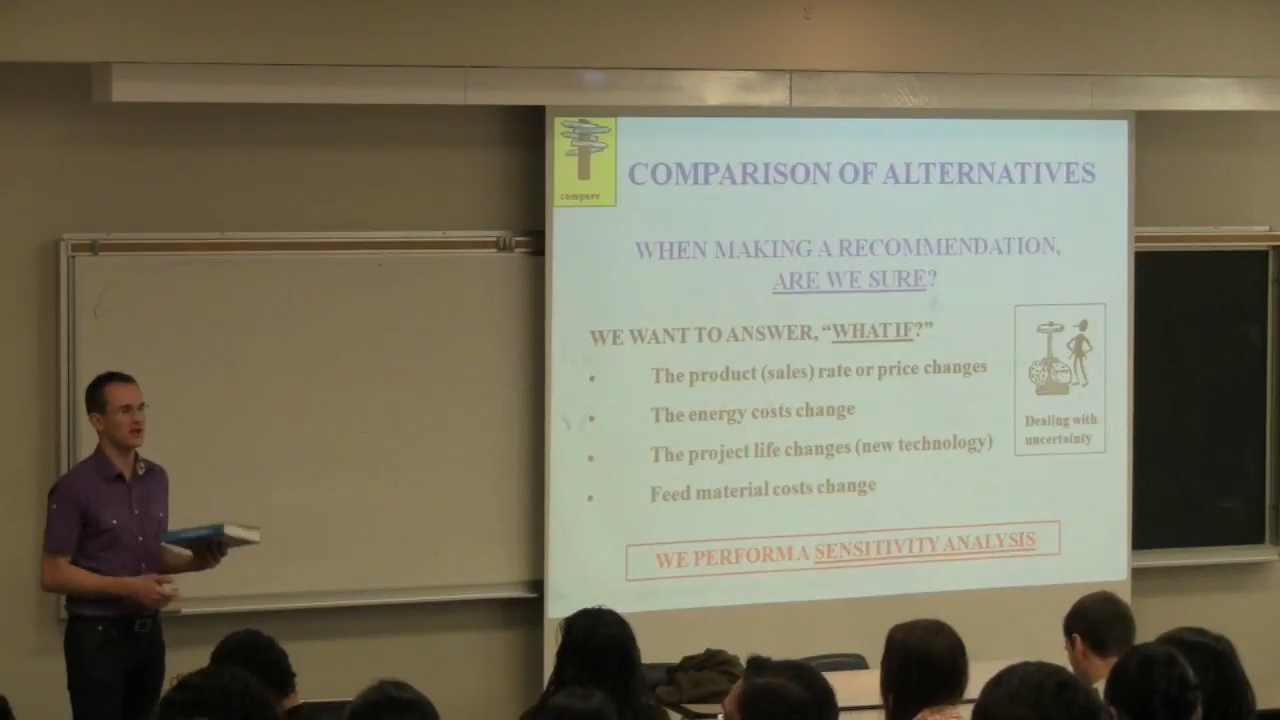 compare
COMPARISON OF ALTERNATIVES
WHEN MAKING A RECOMMENDATION,
ARE WE SURE?
WE WANT TO ANSWER, “WHAT IF?”
• The product (sales) rate or price changes
• The energy costs change
• The project life changes (new technology)
• Feed material costs change
Dealing with
uncertainty
WE PERFORM A SENSITIVITY ANALYSIS